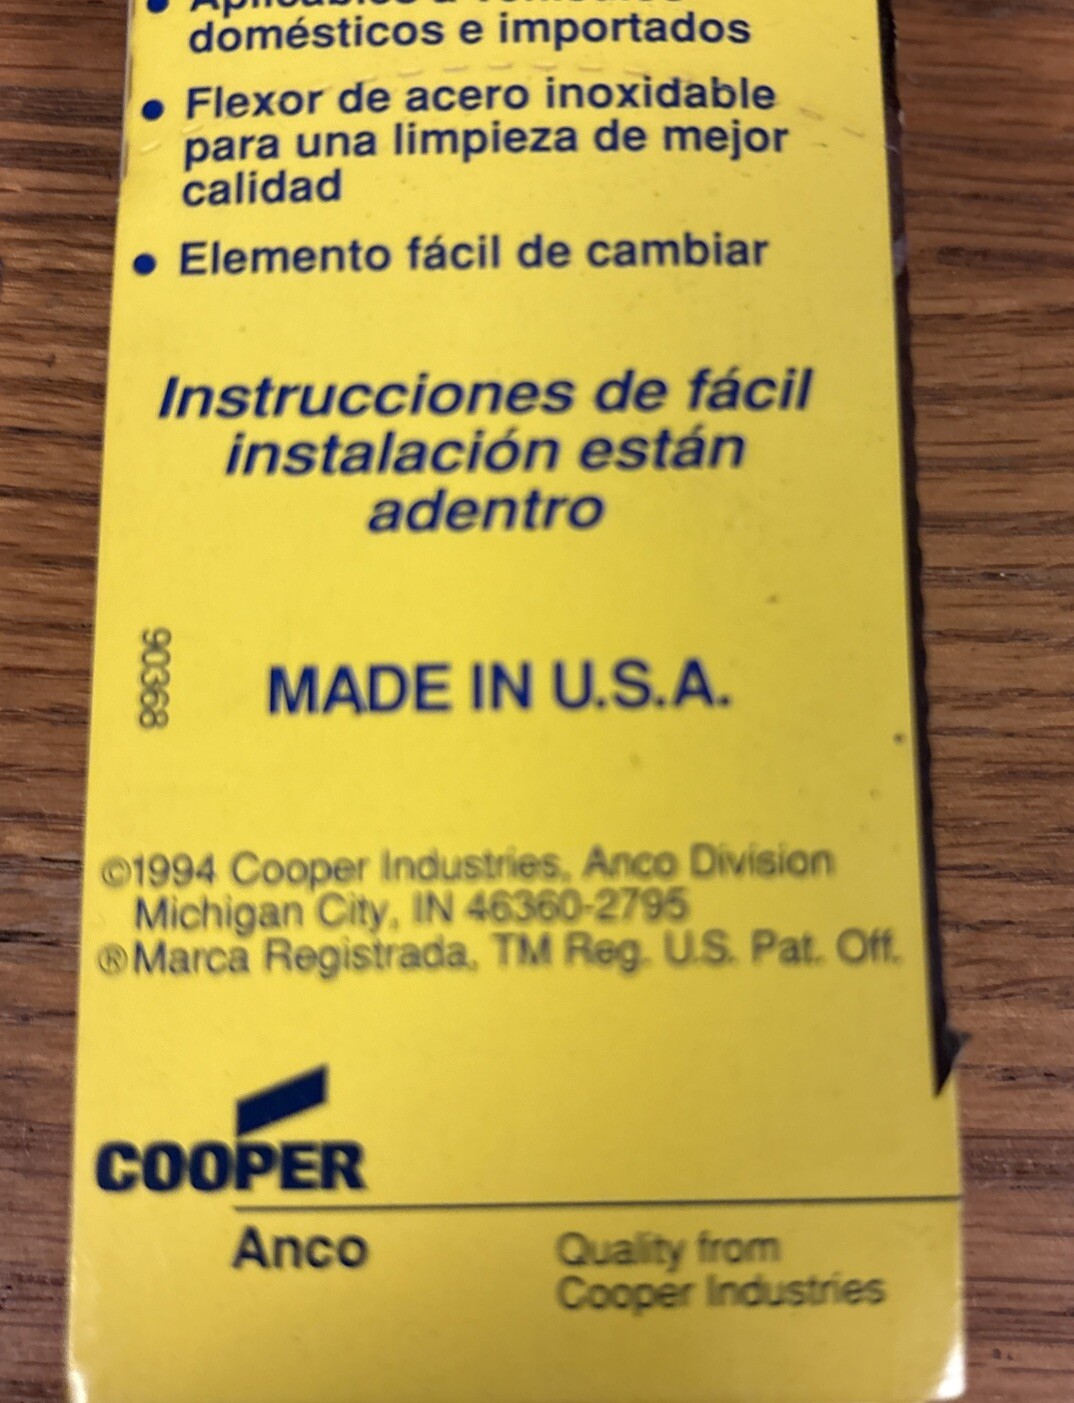 • Aplicables a vehículos
domésticos e importados
• Flexor de acero inoxidable
para una limpieza de mejor
calidad
• Elemento fácil de cambiar
Instrucciones de fácil
instalación están
adentro
90368
MADE IN U.S.A.
©1994 Cooper Industries, Anco Division
Michigan City, IN 46360-2795
®Marca Registrada, TM Reg. U.S. Pat. Off.
COOPER
Anco
Quality from
Cooper Industries